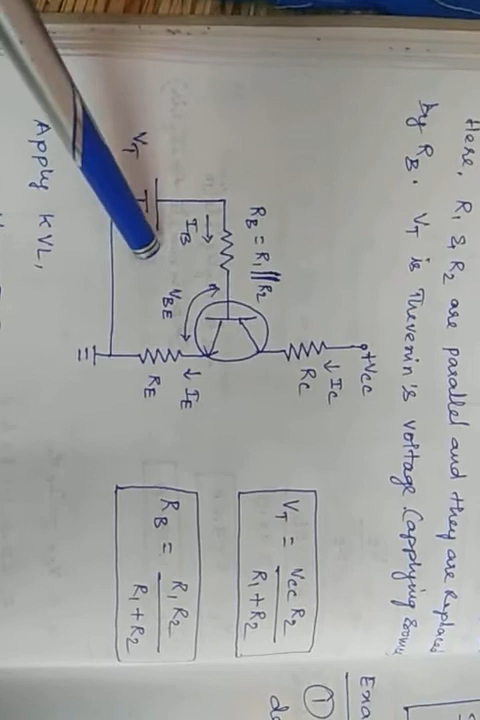 Here, R1 & R2 are parallel and they are replaced
by RB. VT is Thevenin's voltage (applying
+VCC
↓ IC
RC
RB = R1 || R2
IB →
VBE
VT
↓ IE
RE
VT = VCC R2 / R1 + R2
RB = R1 R2 / R1 + R2
Apply KVL,
Exa
①